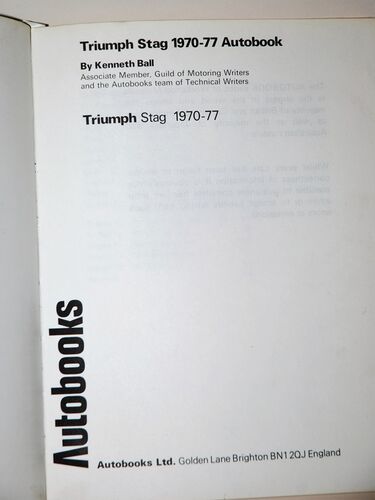 Triumph Stag 1970-77 Autobook
By Kenneth Ball
Associate Member, Guild of Motoring Writers
and the Autobooks team of Technical Writers
Triumph Stag 1970-77
Autobooks
Autobooks Ltd. Golden Lane Brighton BN1 2QJ England